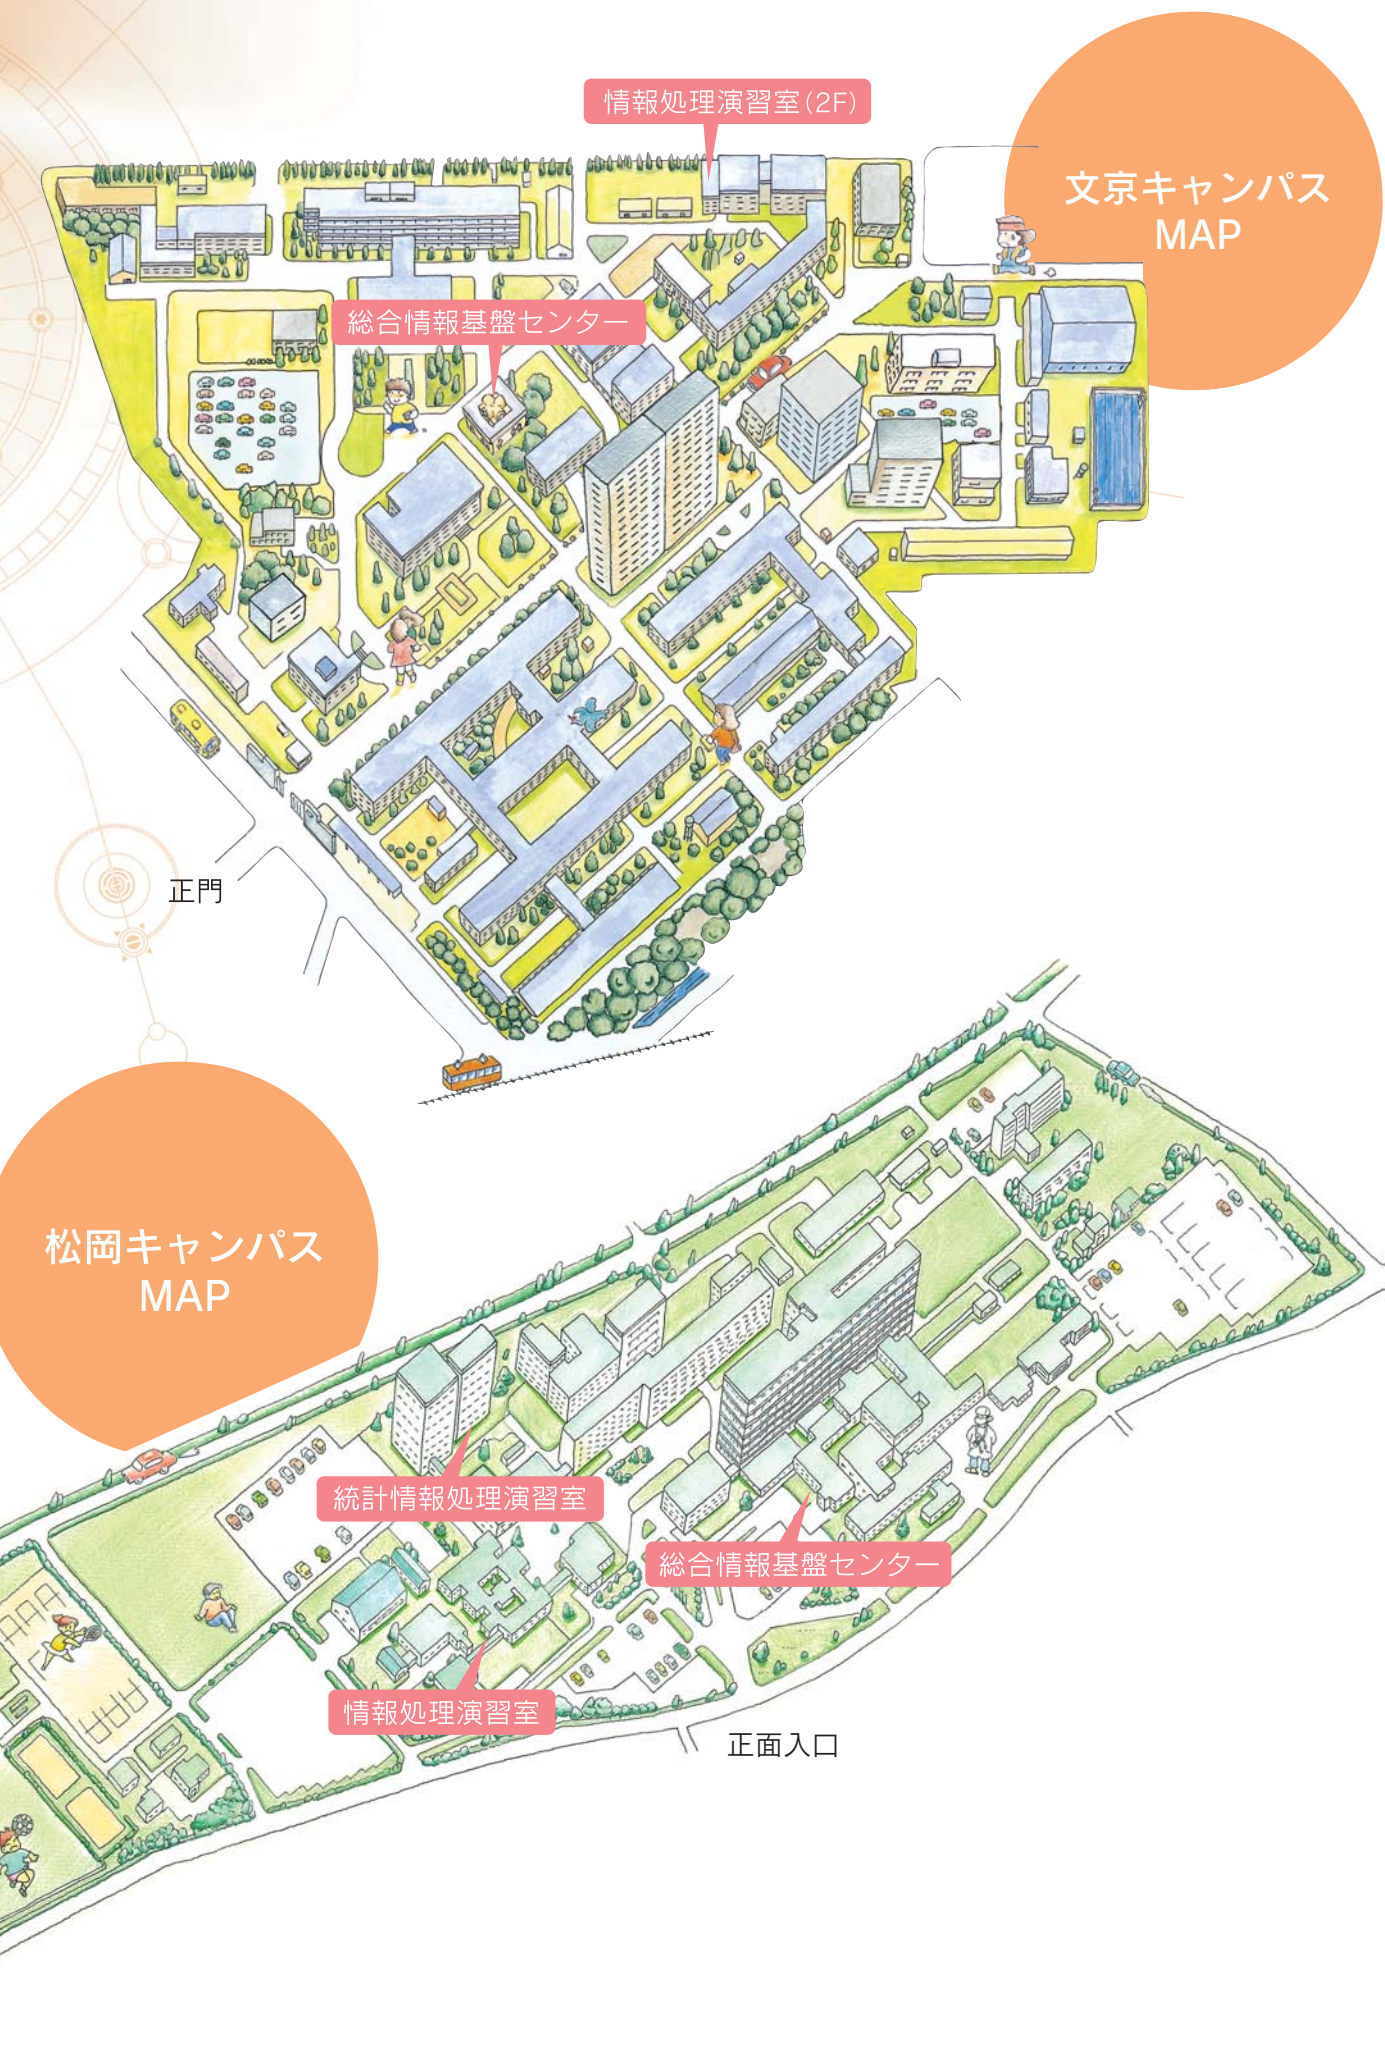 情報処理演習室(2F)
文京キャンパス
MAP
総合情報基盤センター
正門
松岡キャンパス
MAP
統計情報処理演習室
総合情報基盤センター
情報処理演習室
正面入口